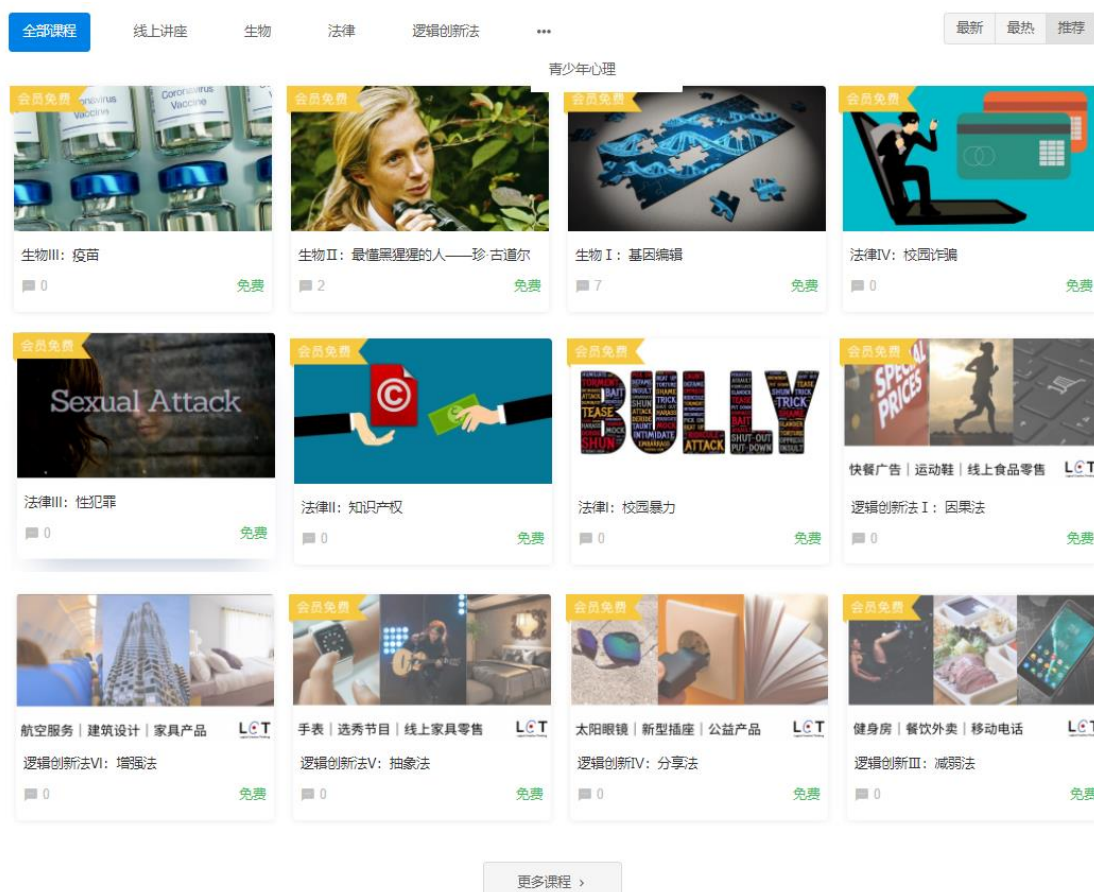 全部课程
线上讲座
生物
法律
逻辑创新法
•••
最新
最热
推荐
青少年心理
会员免费
Coronavirus
Vaccine
Coronavirus
Vaccine
生物III：疫苗
0
免费
会员免费
生物Ⅱ：最懂黑猩猩的人——珍·古道尔
2
免费
会员免费
生物Ⅰ：基因编辑
7
免费
会员免费
法律IV：校园诈骗
0
免费
会员免费
Sexual Attack
法律III：性犯罪
0
免费
会员免费
©
法律II：知识产权
0
免费
会员免费
BULLY
法律I：校园暴力
0
免费
会员免费
SPECIAL
PRICES
快餐广告｜运动鞋｜线上食品零售 LCT
逻辑创新法Ⅰ：因果法
0
免费
航空服务｜建筑设计｜家具产品 LCT
逻辑创新法VI：增强法
0
免费
会员免费
手表｜选秀节目｜线上家具零售 LCT
逻辑创新法V：抽象法
0
免费
会员免费
太阳眼镜｜新型插座｜公益产品 LCT
逻辑创新IV：分享法
0
免费
会员免费
健身房｜餐饮外卖｜移动电话 LCT
逻辑创新Ⅲ：减弱法
0
免费
更多课程 ›